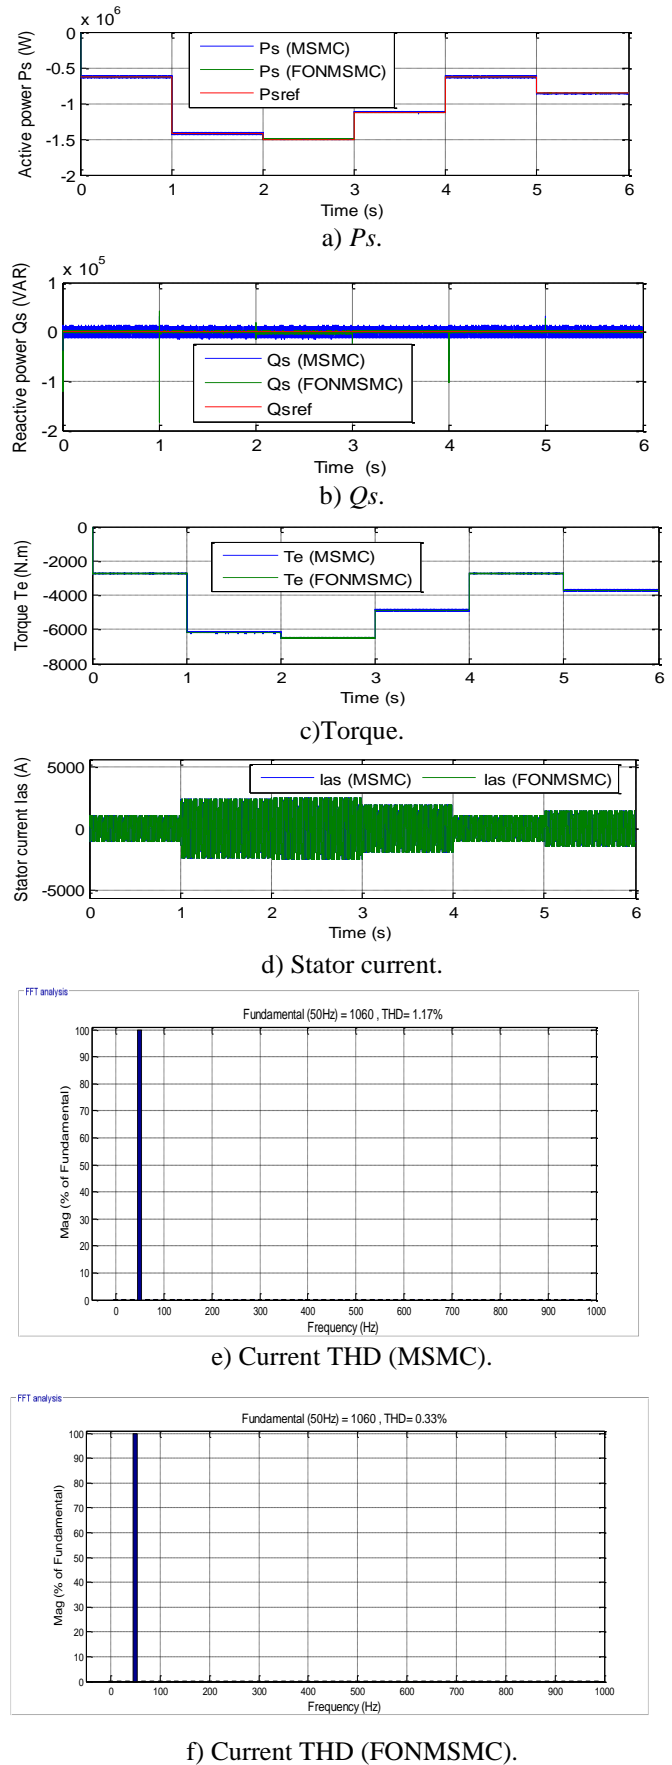 x 10^6
Active power Ps (W)
0
-0.5
-1
-1.5
-2
Ps (MSMC)
Ps (FONMSMC)
Psref
0 1 2 3 4 5 6
Time (s)
a) Ps.
x 10^5
Reactive power Qs (VAR)
1
0
-1
-2
Qs (MSMC)
Qs (FONMSMC)
Qsref
0 1 2 3 4 5 6
Time (s)
b) Qs.
Torque Te (N.m)
0
-2000
-4000
-6000
-8000
Te (MSMC)
Te (FONMSMC)
0 1 2 3 4 5 6
Time (s)
c)Torque.
Stator current Ias (A)
5000
0
-5000
Ias (MSMC) Ias (FONMSMC)
0 1 2 3 4 5 6
Time (s)
d) Stator current.
FFT analysis
Fundamental (50Hz) = 1060 , THD= 1.17%
Mag (% of Fundamental)
100
90
80
70
60
50
40
30
20
10
0
0 100 200 300 400 500 600 700 800 900 1000
Frequency (Hz)
e) Current THD (MSMC).
FFT analysis
Fundamental (50Hz) = 1060 , THD= 0.33%
Mag (% of Fundamental)
100
90
80
70
60
50
40
30
20
10
0
0 100 200 300 400 500 600 700 800 900 1000
Frequency (Hz)
f) Current THD (FONMSMC).